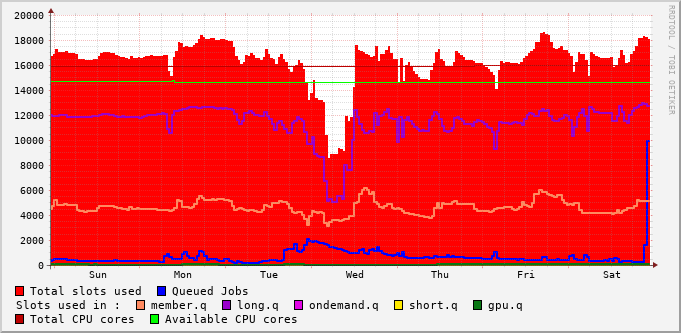 20000
18000
16000
14000
12000
10000
8000
6000
4000
2000
0
Sun Mon Tue Wed Thu Fri Sat
RRDTOOL / TOBI OETIKER
Total slots used Queued Jobs
Slots used in : member.q long.q ondemand.q short.q gpu.q
Total CPU cores Available CPU cores